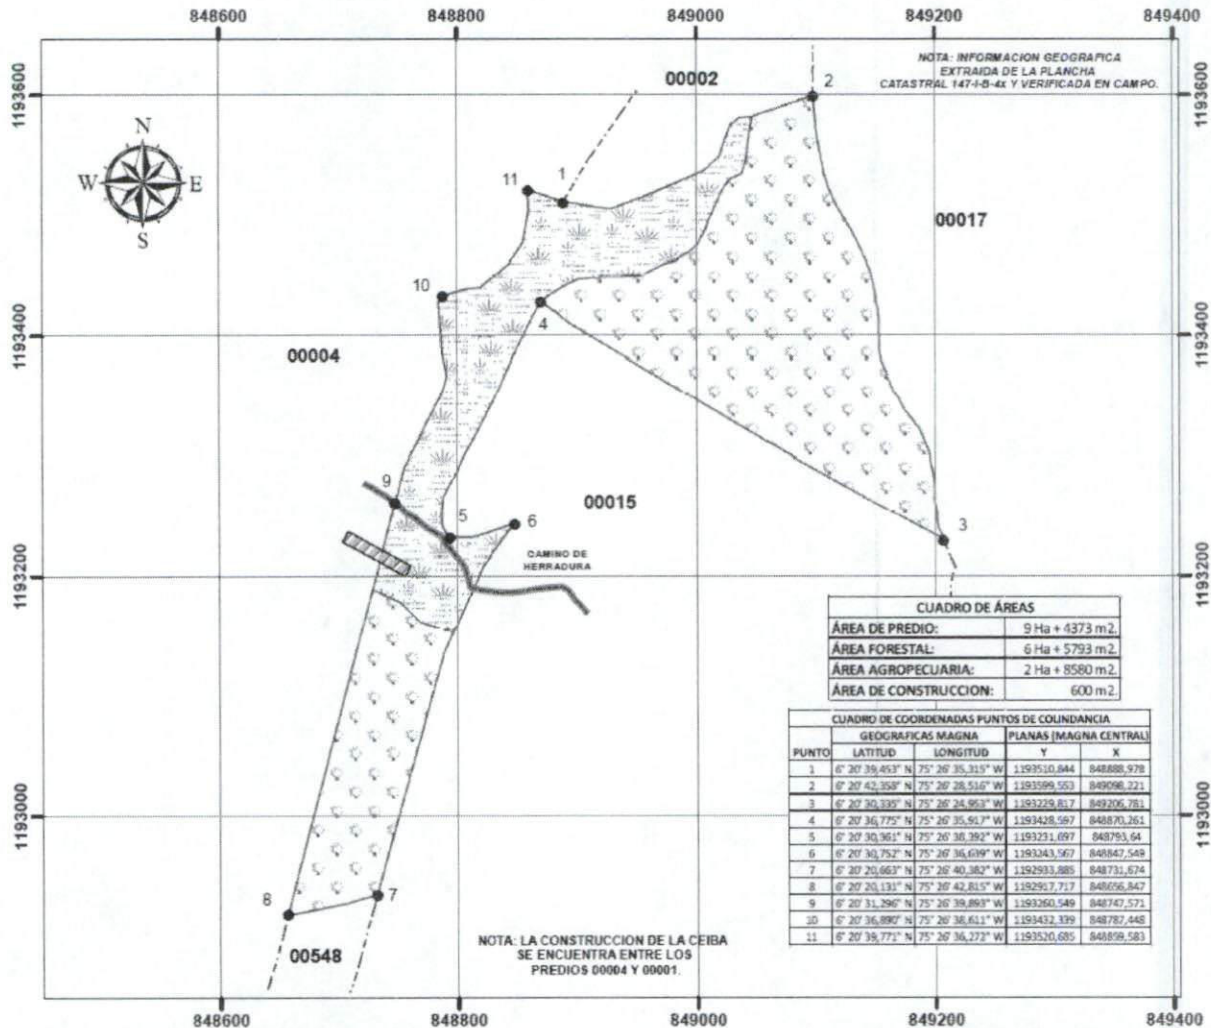 848600 848800 849000 849200 849400
1193600
1193400
1193200
1193000
N
W E
S
NOTA: INFORMACION GEOGRAFICA
EXTRAIDA DE LA PLANCHA
CATASTRAL 147-I-B-4x Y VERIFICADA EN CAMPO.
00002
2
11
1
00017
10
4
00004
9
5
6
00015
3
CAMINO DE
HERRADURA
8
7
00548
NOTA: LA CONSTRUCCION DE LA CEIBA
SE ENCUENTRA ENTRE LOS
PREDIOS 00004 Y 00001.
CUADRO DE ÁREAS
ÁREA DE PREDIO: 9 Ha + 4373 m2.
ÁREA FORESTAL: 6 Ha + 5793 m2.
ÁREA AGROPECUARIA: 2 Ha + 8580 m2.
ÁREA DE CONSTRUCCION: 600 m2.
CUADRO DE COORDENADAS PUNTOS DE COLINDANCIA
GEOGRAFICAS MAGNA PLANAS (MAGNA CENTRAL)
PUNTO LATITUD LONGITUD Y X
1 6° 20' 39,453" N 75° 26' 35,315" W 1193510,844 848888,978
2 6° 20' 42,358" N 75° 26' 28,516" W 1193599,553 849098,221
3 6° 20' 30,335" N 75° 26' 24,953" W 1193229,817 849206,781
4 6° 20' 36,775" N 75° 26' 35,917" W 1193428,597 848870,261
5 6° 20' 30,361" N 75° 26' 38,392" W 1193231,697 848793,64
6 6° 20' 30,752" N 75° 26' 36,639" W 1193243,567 848847,549
7 6° 20' 20,663" N 75° 26' 40,382" W 1192933,885 848731,674
8 6° 20' 20,131" N 75° 26' 42,815" W 1192917,717 848656,847
9 6° 20' 31,296" N 75° 26' 39,893" W 1193260,549 848747,571
10 6° 20' 36,890" N 75° 26' 38,611" W 1193432,339 848787,448
11 6° 20' 39,771" N 75° 26' 36,272" W 1193520,685 848859,583
1193600
1193400
1193200
1193000
848600 848800 849000 849200 849400